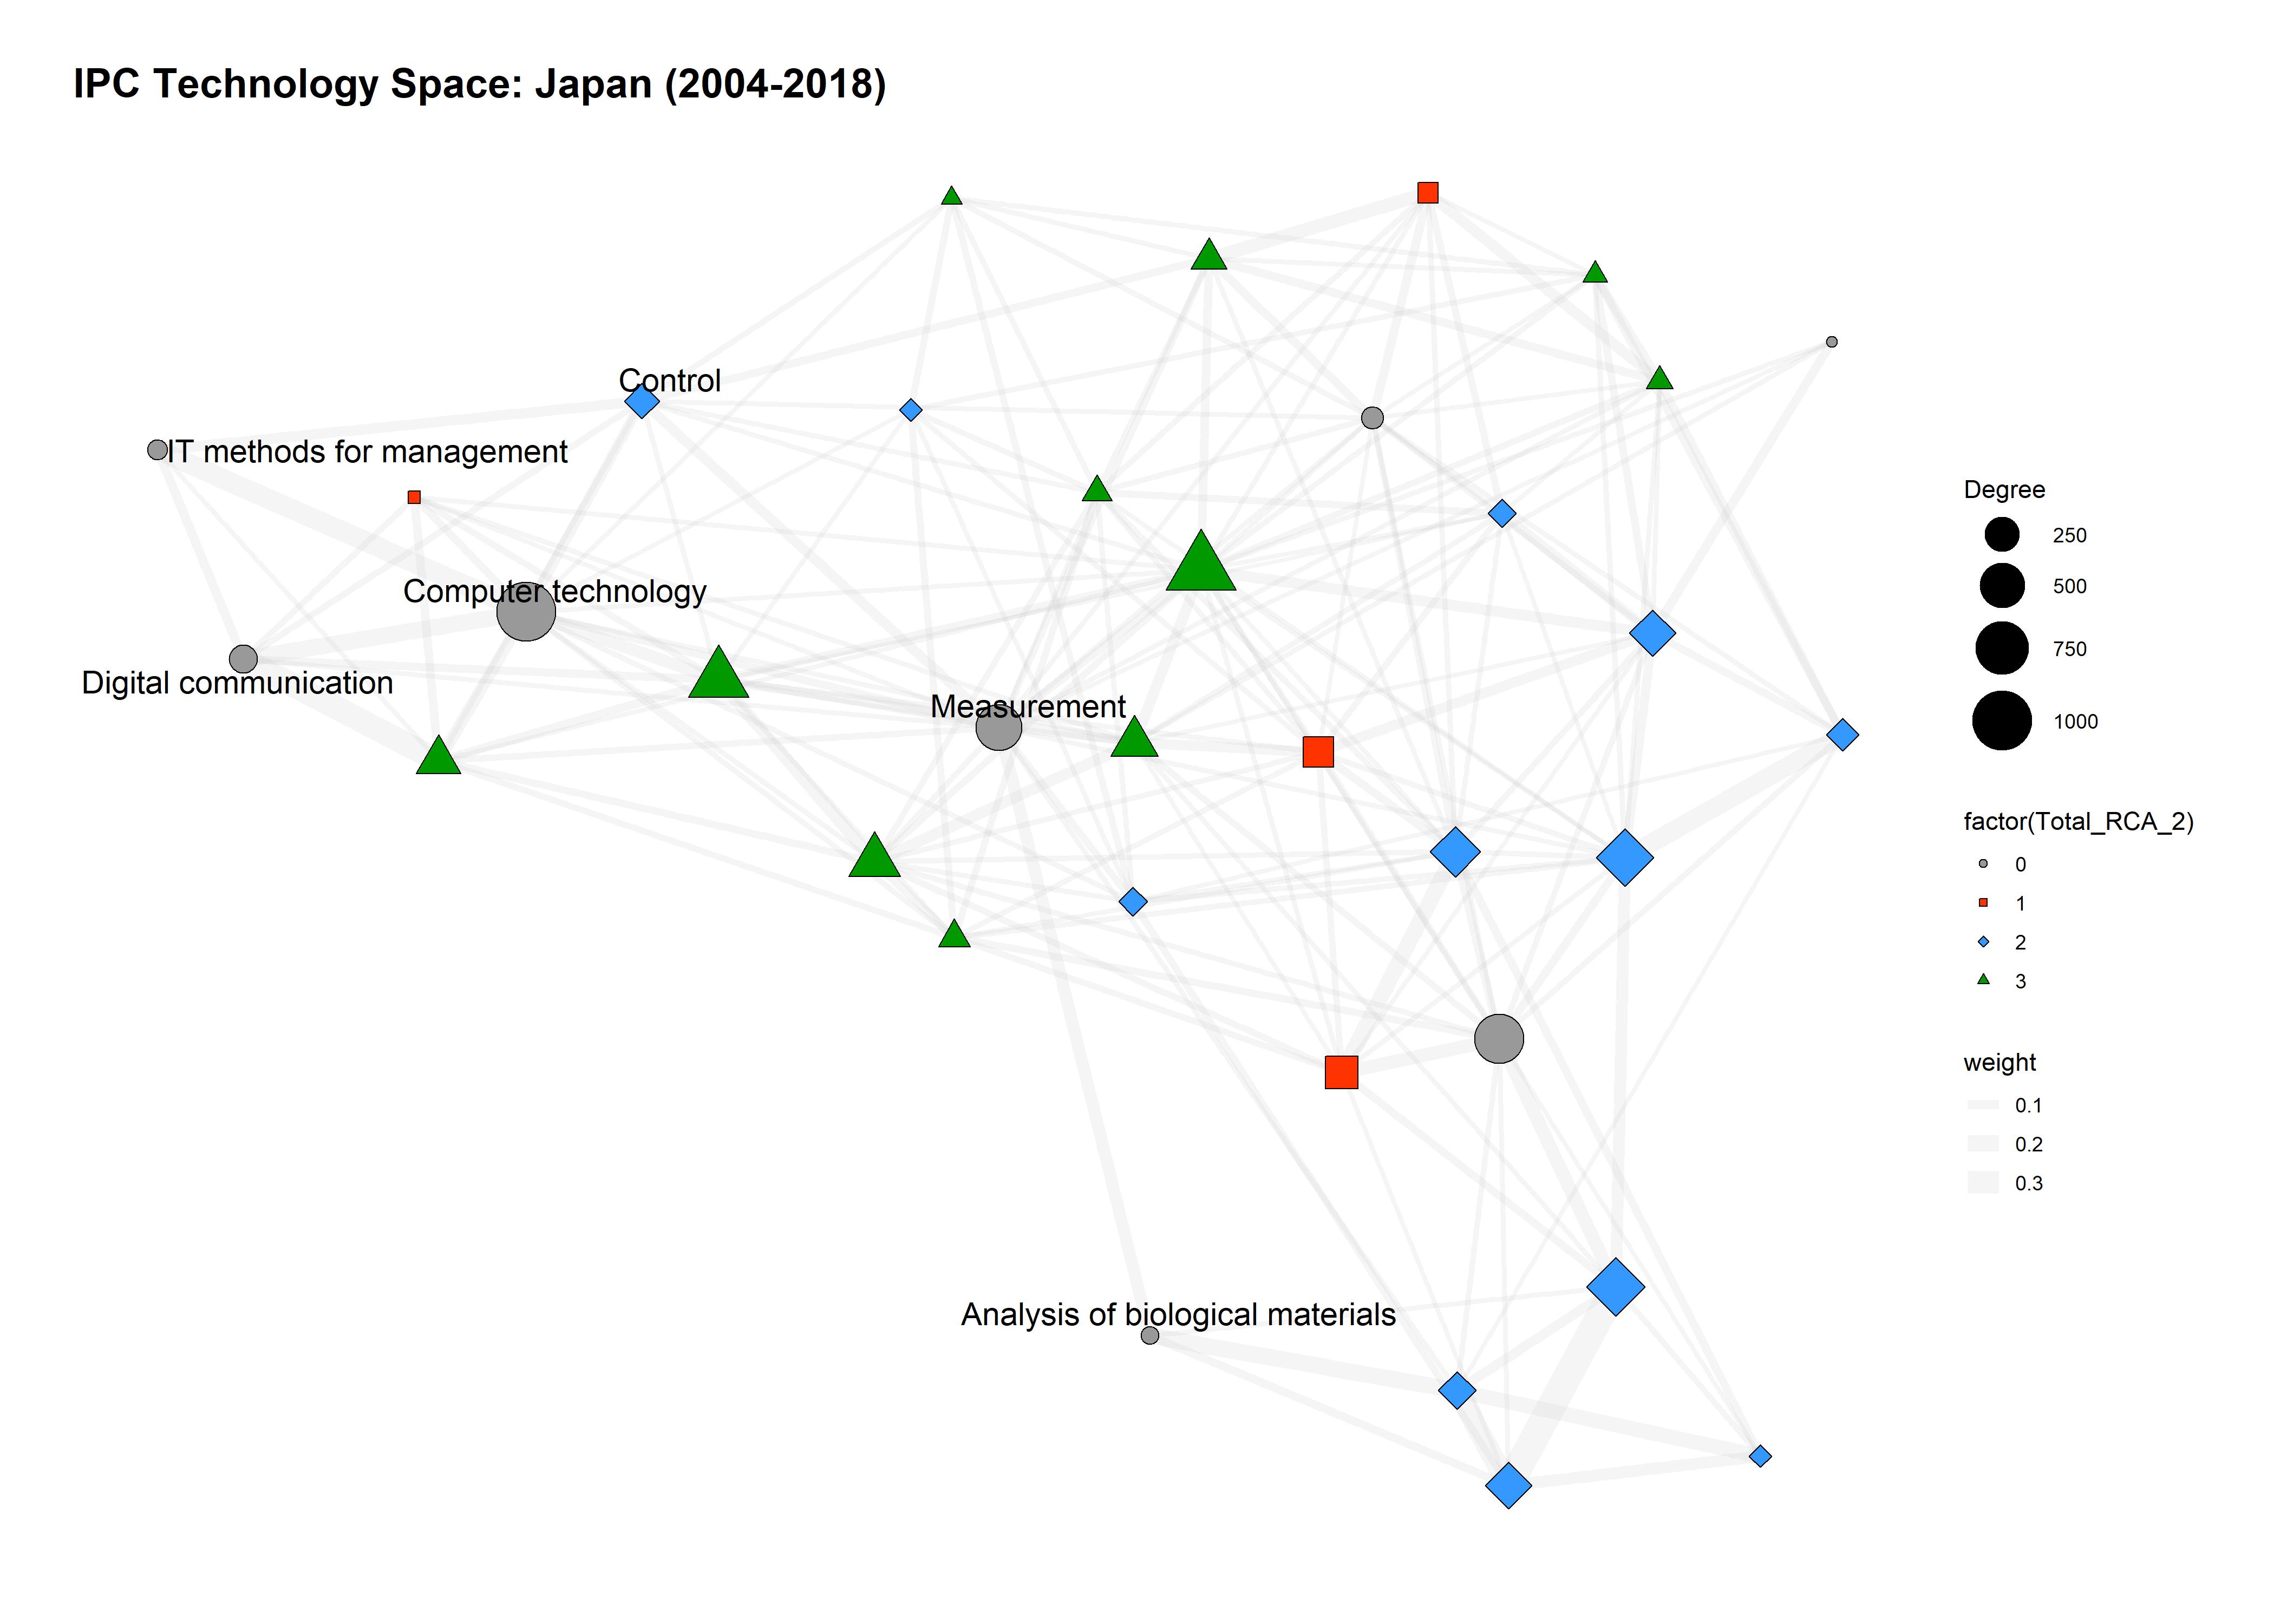 IPC Technology Space: Japan (2004-2018)
Control
IT methods for management
Computer technology
Digital communication
Measurement
Analysis of biological materials
Degree
250
500
750
1000
factor(Total_RCA_2)
0
1
2
3
weight
0.1
0.2
0.3